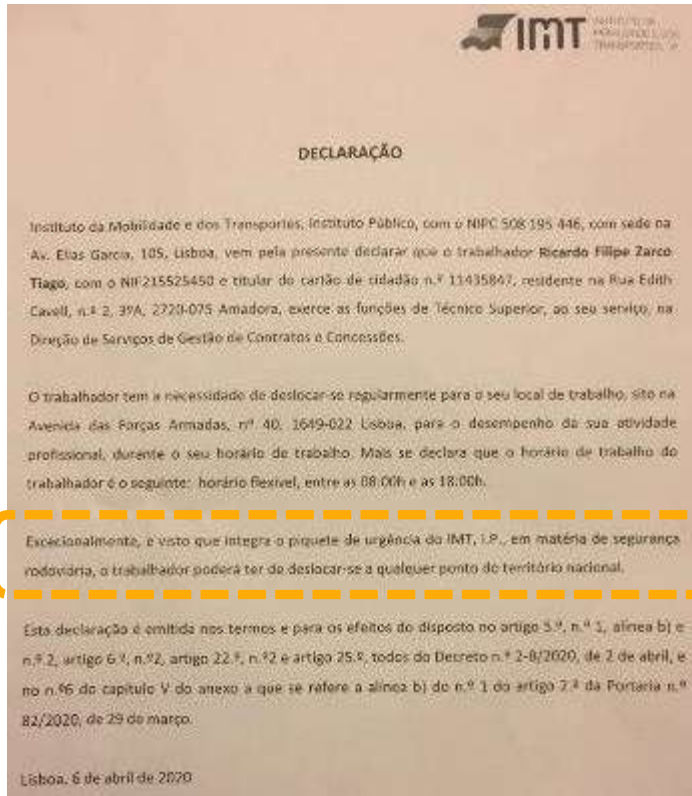 IMT INSTITUTO DA
MOBILIDADE E DOS
TRANSPORTES, I.P.
DECLARAÇÃO
Instituto da Mobilidade e dos Transportes, Instituto Público, com o NIPC 508 195 446, com sede na
Av. Elias Garcia, 105, Lisboa, vem pela presente declarar que o trabalhador Ricardo Filipe Zarco
Tiago, com o NIF 215525450 e titular do cartão de cidadão n.º 11435847, residente na Rua Edith
Cavell, n.º 2, 3ºA, 2720-075 Amadora, exerce as funções de Técnico Superior, ao seu serviço, na
Direção de Serviços de Gestão de Contratos e Concessões.
O trabalhador tem a necessidade de deslocar-se regularmente para o seu local de trabalho, sito na
Avenida das Forças Armadas, nº 40, 1649-022 Lisboa, para o desempenho da sua atividade
profissional, durante o seu horário de trabalho. Mais se declara que o horário de trabalho do
trabalhador é o seguinte: horário flexível, entre as 08:00h e as 18:00h.
Excecionalmente, e visto que integra o piquete de urgência do IMT, I.P., em matéria de segurança
rodoviária, o trabalhador poderá ter de deslocar-se a qualquer ponto do território nacional.
Esta declaração é emitida nos termos e para os efeitos do disposto no artigo 5.º, n.º 1, alínea b) e
n.º 2, artigo 6.º, n.º2, artigo 22.º, n.º2 e artigo 25.º, todos do Decreto n.º 2-B/2020, de 2 de abril, e
no n.º6 do capítulo V do anexo a que se refere a alínea b) do n.º 1 do artigo 2.º da Portaria n.º
82/2020, de 29 de março.
Lisboa, 6 de abril de 2020